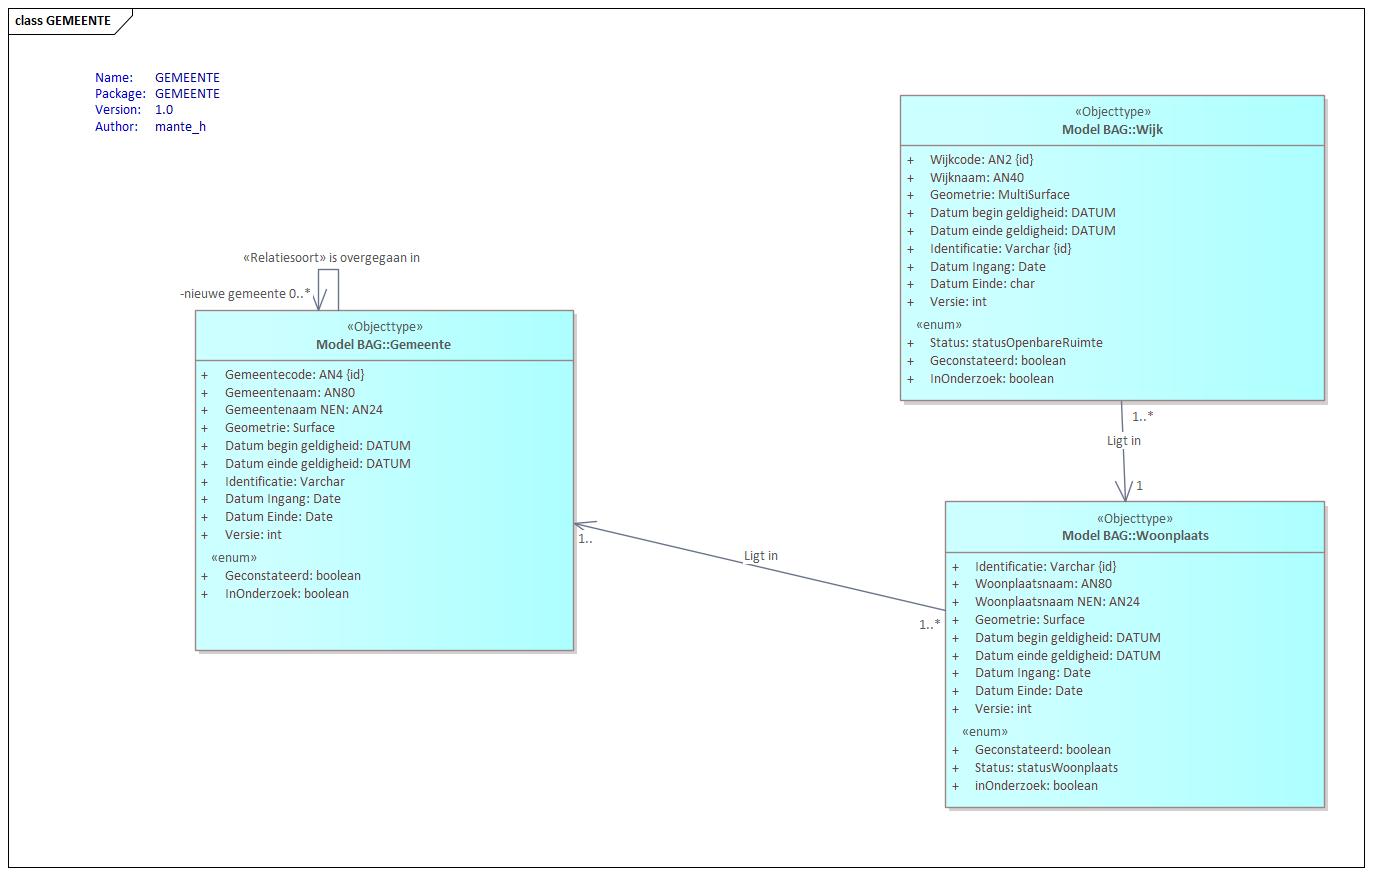 class GEMEENTE
Name: GEMEENTE
Package: GEMEENTE
Version: 1.0
Author: mante_h
«Relatiesoort» is overgegaan in
-nieuwe gemeente 0..*
«Objecttype»
Model BAG::Gemeente
+ Gemeentecode: AN4 {id}
+ Gemeentenaam: AN80
+ Gemeentenaam NEN: AN24
+ Geometrie: Surface
+ Datum begin geldigheid: DATUM
+ Datum einde geldigheid: DATUM
+ Identificatie: Varchar
+ Datum Ingang: Date
+ Datum Einde: Date
+ Versie: int
«enum»
+ Geconstateerd: boolean
+ InOnderzoek: boolean
«Objecttype»
Model BAG::Wijk
+ Wijkcode: AN2 {id}
+ Wijknaam: AN40
+ Geometrie: MultiSurface
+ Datum begin geldigheid: DATUM
+ Datum einde geldigheid: DATUM
+ Identificatie: Varchar {id}
+ Datum Ingang: Date
+ Datum Einde: char
+ Versie: int
«enum»
+ Status: statusOpenbareRuimte
+ Geconstateerd: boolean
+ InOnderzoek: boolean
1..*
Ligt in
1
1..
Ligt in
1..*
«Objecttype»
Model BAG::Woonplaats
+ Identificatie: Varchar {id}
+ Woonplaatsnaam: AN80
+ Woonplaatsnaam NEN: AN24
+ Geometrie: Surface
+ Datum begin geldigheid: DATUM
+ Datum einde geldigheid: DATUM
+ Datum Ingang: Date
+ Datum Einde: Date
+ Versie: int
«enum»
+ Geconstateerd: boolean
+ Status: statusWoonplaats
+ inOnderzoek: boolean